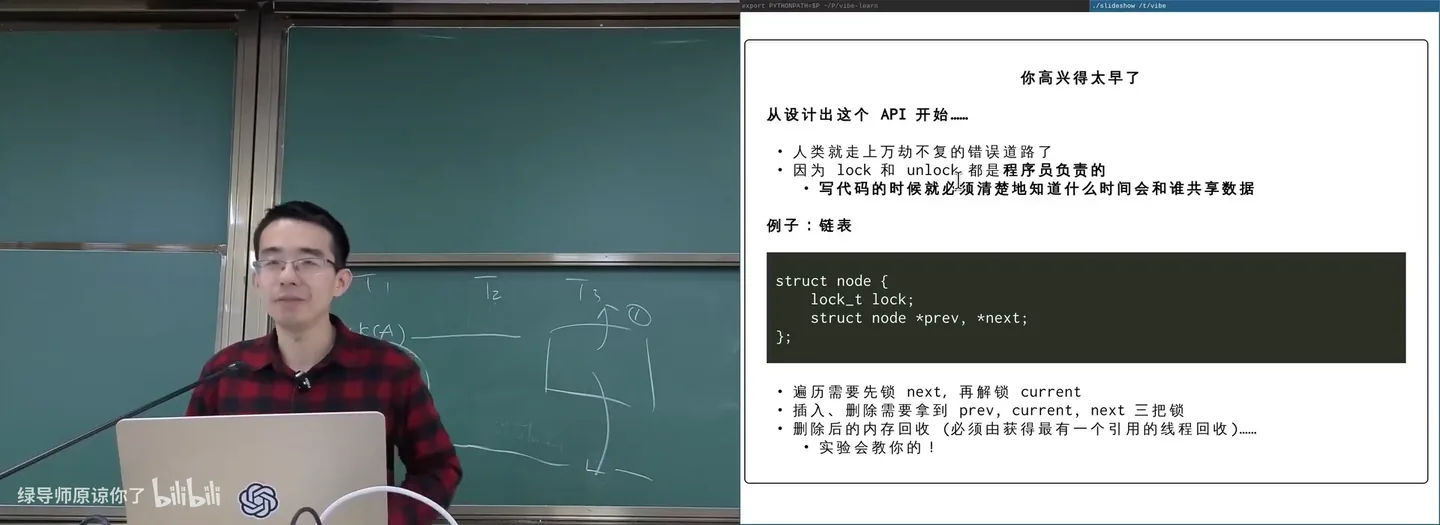 export PYTHONPATH=$P ~/P/vibe-learn
./slideshow /t/vibe
你高兴得太早了
从设计出这个 API 开始……
• 人类就走上万劫不复的错误道路了
• 因为 lock 和 unlock 都是程序员负责的
• 写代码的时候就必须清楚地知道什么时间会和谁共享数据
例子：链表
struct node {
lock_t lock;
struct node *prev, *next;
};
• 遍历需要先锁 next, 再解锁 current
• 插入、删除需要拿到 prev, current, next 三把锁
• 删除后的内存回收 (必须由获得最有一个引用的线程回收)……
• 实验会教你的！
T1 T2 T3
①
(A)
绿导师原谅你了 bilibili